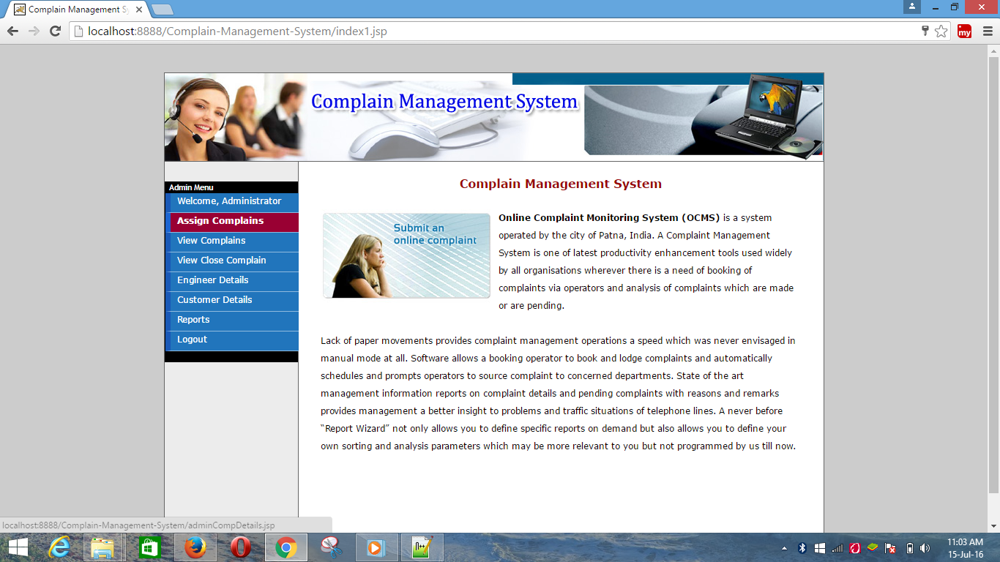 Complain Management Sy
localhost:8888/Complain-Management-System/index1.jsp
my
Complain Management System
Admin Menu
Welcome, Administrator
Assign Complains
View Complains
View Close Complain
Engineer Details
Customer Details
Reports
Logout
Complain Management System
Submit an
online complaint
Online Complaint Monitoring System (OCMS) is a system
operated by the city of Patna, India. A Complaint Management
System is one of latest productivity enhancement tools used widely
by all organisations wherever there is a need of booking of
complaints via operators and analysis of complaints which are made
or are pending.
Lack of paper movements provides complaint management operations a speed which was never envisaged in
manual mode at all. Software allows a booking operator to book and lodge complaints and automatically
schedules and prompts operators to source complaint to concerned departments. State of the art
management information reports on complaint details and pending complaints with reasons and remarks
provides management a better insight to problems and traffic situations of telephone lines. A never before
“Report Wizard” not only allows you to define specific reports on demand but also allows you to define your
own sorting and analysis parameters which may be more relevant to you but not programmed by us till now.
localhost:8888/Complain-Management-System/adminCompDetails.jsp
11:03 AM
15-Jul-16